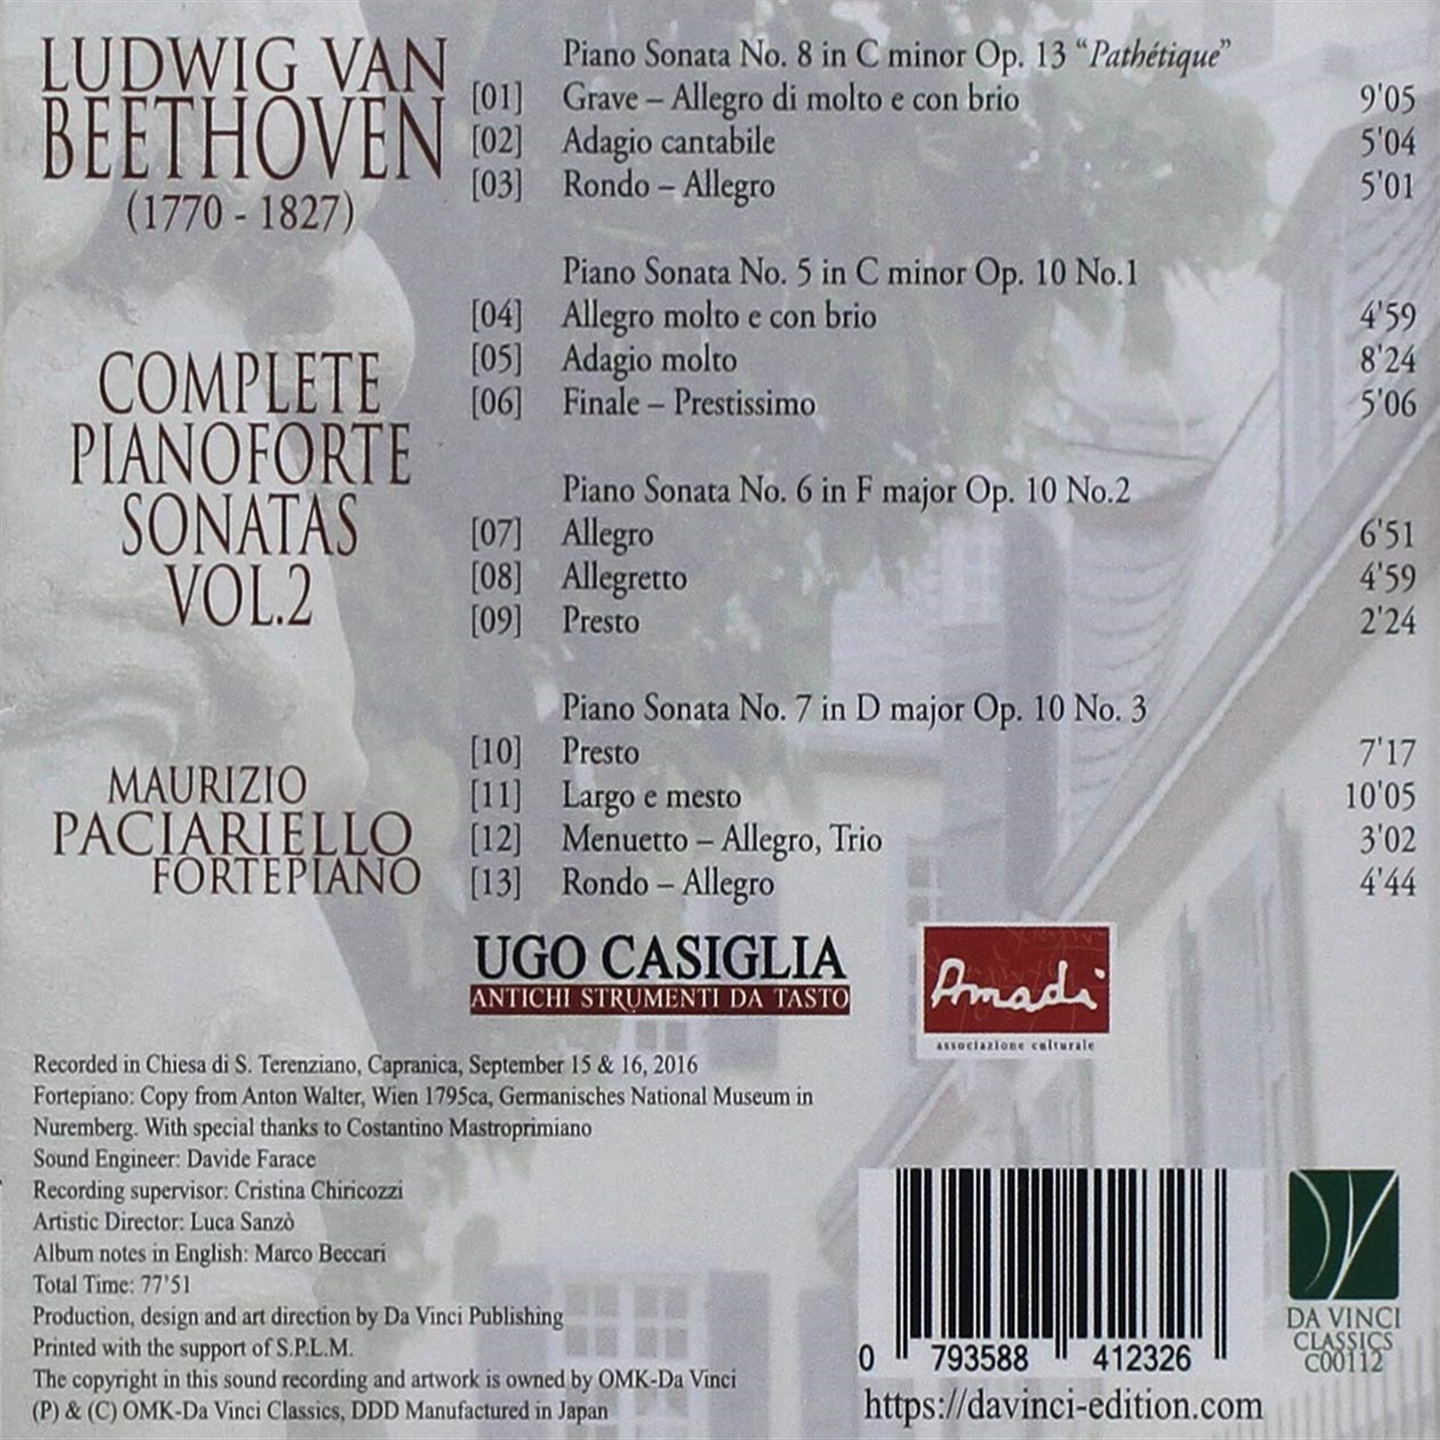 LUDWIG VAN
BEETHOVEN
(1770 - 1827)
COMPLETE
PIANOFORTE
SONATAS
VOL.2
MAURIZIO
PACIARIELLO
FORTEPIANO
Piano Sonata No. 8 in C minor Op. 13 “Pathétique”
[01] Grave – Allegro di molto e con brio 9'05
[02] Adagio cantabile 5'04
[03] Rondo – Allegro 5'01
Piano Sonata No. 5 in C minor Op. 10 No.1
[04] Allegro molto e con brio 4'59
[05] Adagio molto 8'24
[06] Finale – Prestissimo 5'06
Piano Sonata No. 6 in F major Op. 10 No.2
[07] Allegro 6'51
[08] Allegretto 4'59
[09] Presto 2'24
Piano Sonata No. 7 in D major Op. 10 No. 3
[10] Presto 7'17
[11] Largo e mesto 10'05
[12] Menuetto – Allegro, Trio 3'02
[13] Rondo – Allegro 4'44
UGO CASIGLIA
ANTICHI STRUMENTI DA TASTO
Amadi
associazione culturale
Recorded in Chiesa di S. Terenziano, Capranica, September 15 & 16, 2016
Fortepiano: Copy from Anton Walter, Wien 1795ca, Germanisches National Museum in
Nuremberg. With special thanks to Costantino Mastroprimiano
Sound Engineer: Davide Farace
Recording supervisor: Cristina Chiricozzi
Artistic Director: Luca Sanzò
Album notes in English: Marco Beccari
Total Time: 77’51
Production, design and art direction by Da Vinci Publishing
Printed with the support of S.P.L.M.
The copyright in this sound recording and artwork is owned by OMK-Da Vinci
(P) & (C) OMK-Da Vinci Classics, DDD Manufactured in Japan
0 793588 412326
https://davinci-edition.com
DA VINCI
CLASSICS
C00112